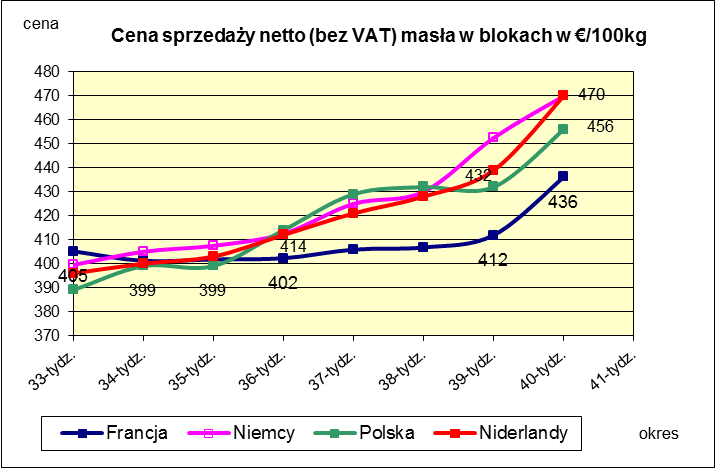 cena
Cena sprzedaży netto (bez VAT) masła w blokach w €/100kg
480
470
460
450
440
430
420
410
400
390
380
370
470
456
432
436
414
412
405
399
399
402
33-tydz.
34-tydz.
35-tydz.
36-tydz.
37-tydz.
38-tydz.
39-tydz.
40-tydz.
41-tydz.
Francja Niemcy Polska Niderlandy
okres